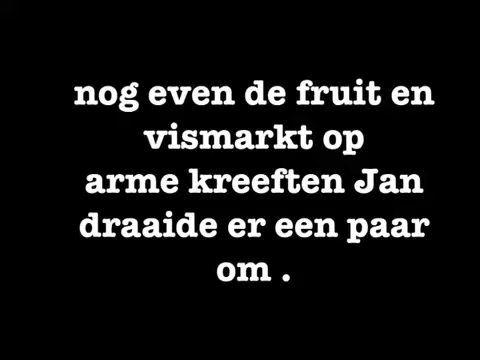 nog even de fruit en
vismarkt op
arme kreeften Jan
draaide er een paar
om .